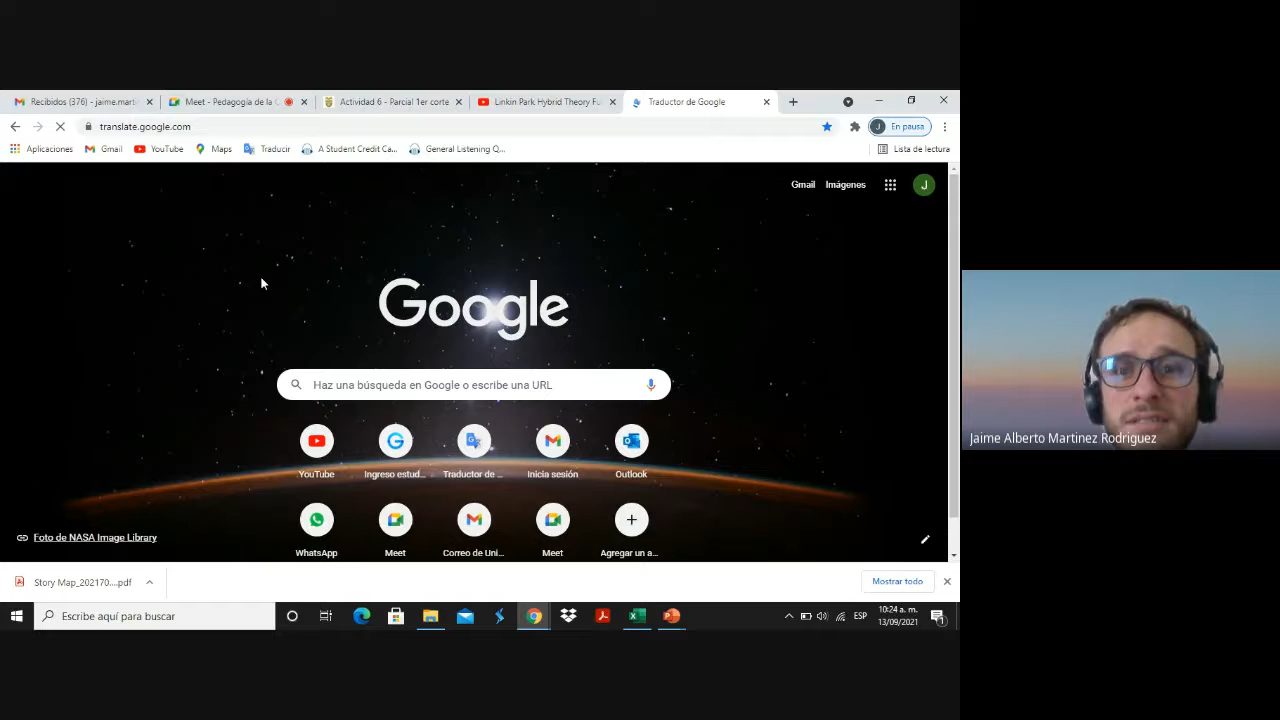 Recibidos (376) - jaime.marti
Meet - Pedagogía de la C
Actividad 6 - Parcial 1er corte
Linkin Park Hybrid Theory Fu
Traductor de Google
translate.google.com
En pausa
Aplicaciones
Gmail
YouTube
Maps
Traducir
A Student Credit Ca...
General Listening Q...
Lista de lectura
Gmail
Imágenes
J
Google
Haz una búsqueda en Google o escribe una URL
YouTube
Ingreso estud...
Traductor de ...
Inicia sesión
Outlook
WhatsApp
Meet
Correo de Uni...
Meet
Agregar un a...
Foto de NASA Image Library
Story Map_202170....pdf
Mostrar todo
Escribe aquí para buscar
ESP
10:24 a. m.
13/09/2021
1
Jaime Alberto Martinez Rodriguez